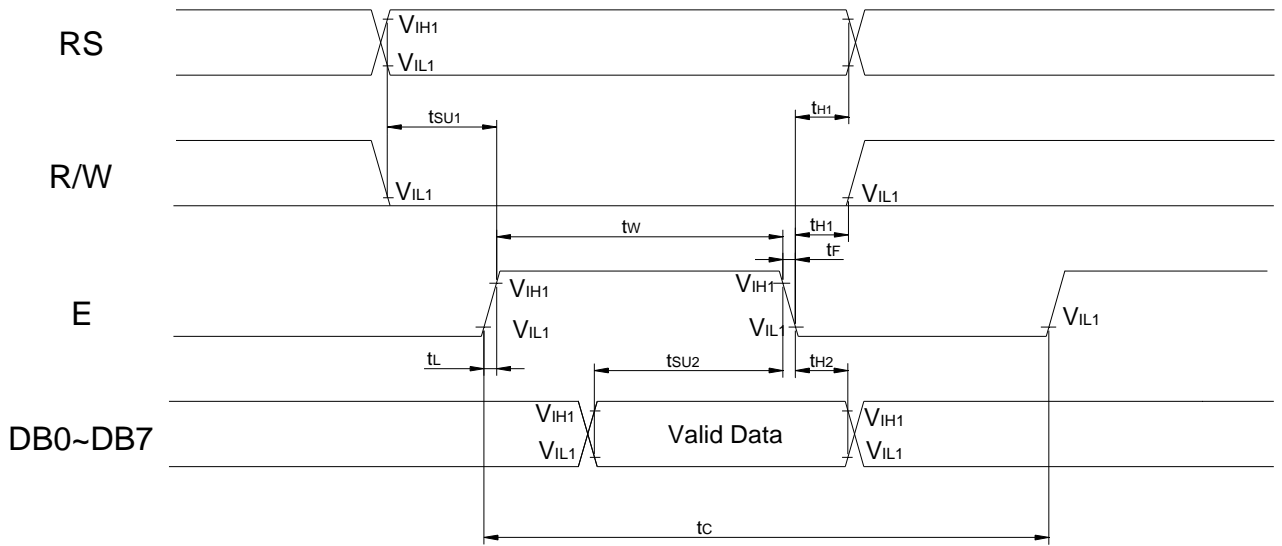 RS
VIH1
VIL1
tSU1
tH1
R/W
VIL1
VIL1
tW
tH1
tF
E
VIH1
VIH1
VIL1
VIL1
VIL1
tL
tSU2
tH2
DB0~DB7
VIH1
Valid Data
VIH1
VIL1
VIL1
tC